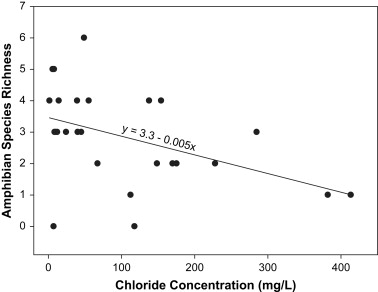 7
6
5
4
3
2
1
0
Amphibian Species Richness
y = 3.3 - 0.005x
0 100 200 300 400
Chloride Concentration (mg/L)